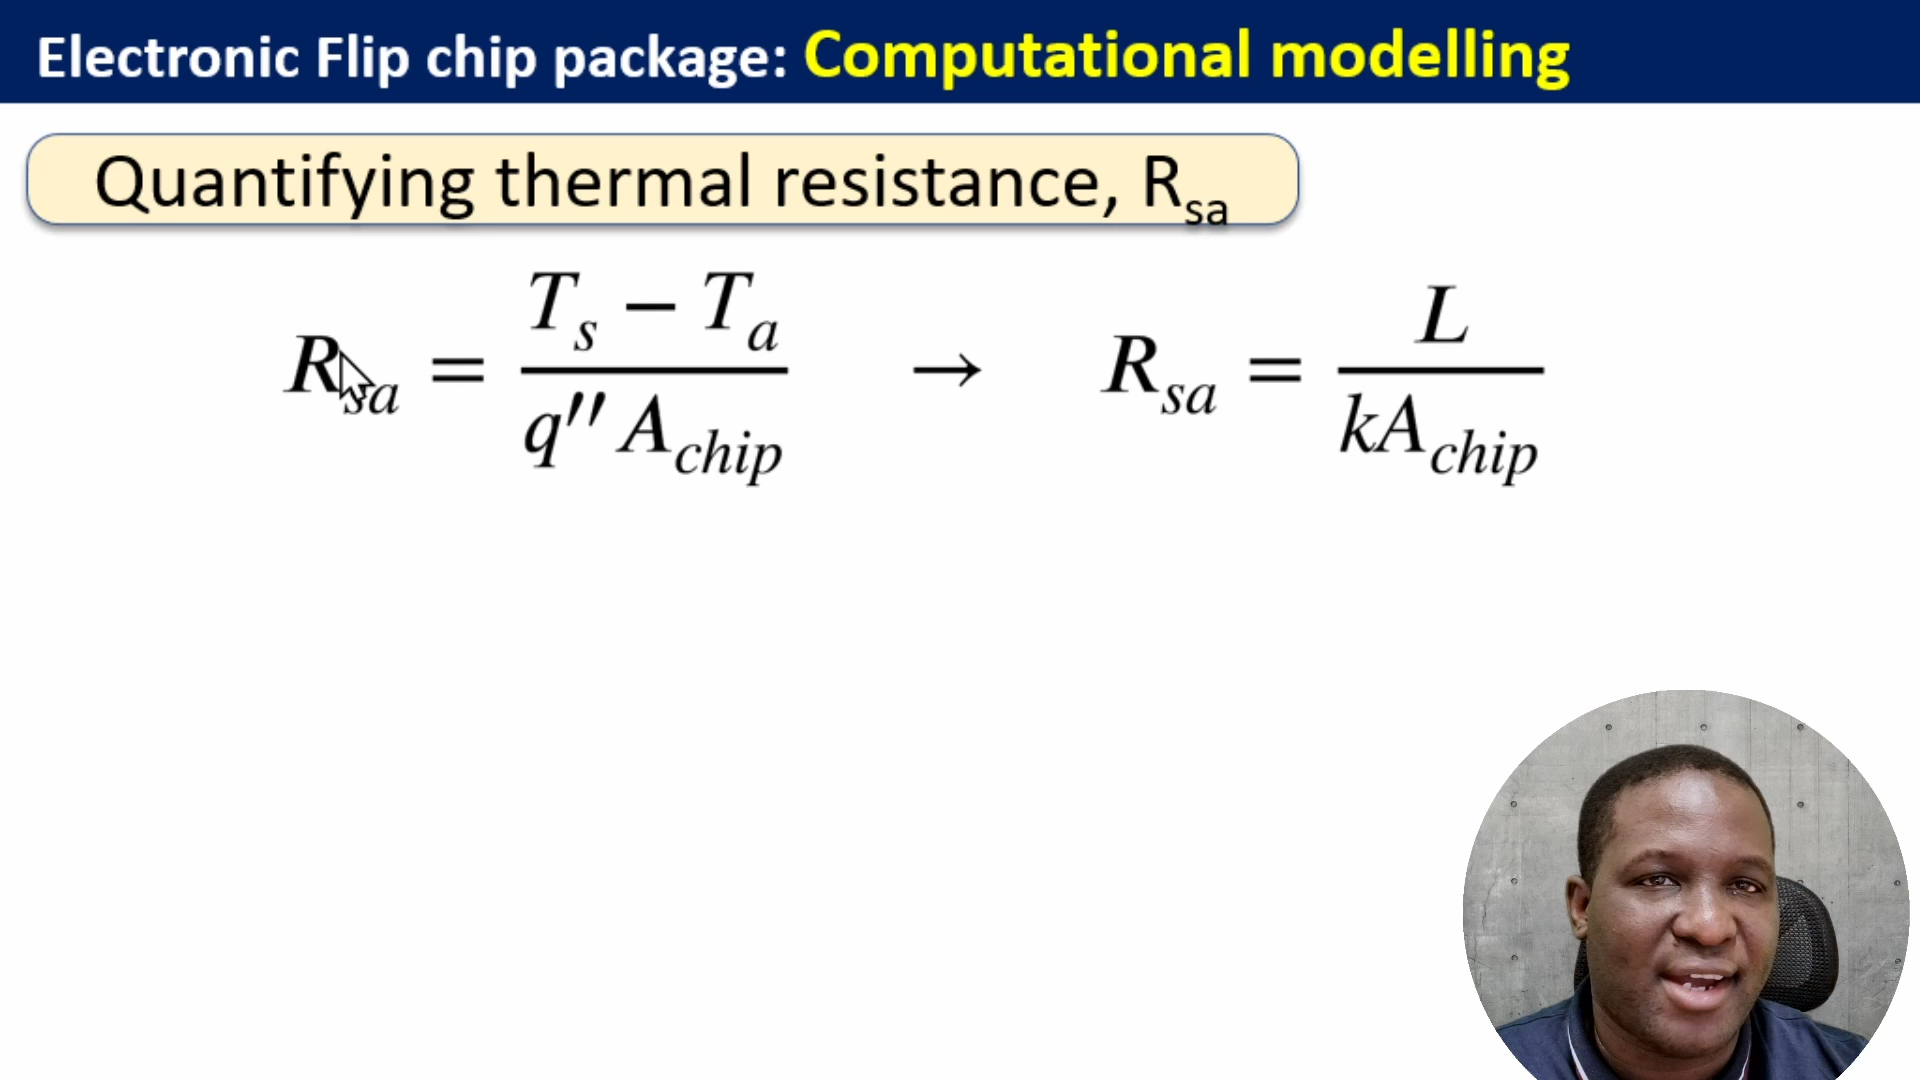 Electronic Flip chip package: Computational modelling
Quantifying thermal resistance, R_sa
R_sa = (T_s − T_a) / (q″ A_chip) → R_sa = L / (kA_chip)